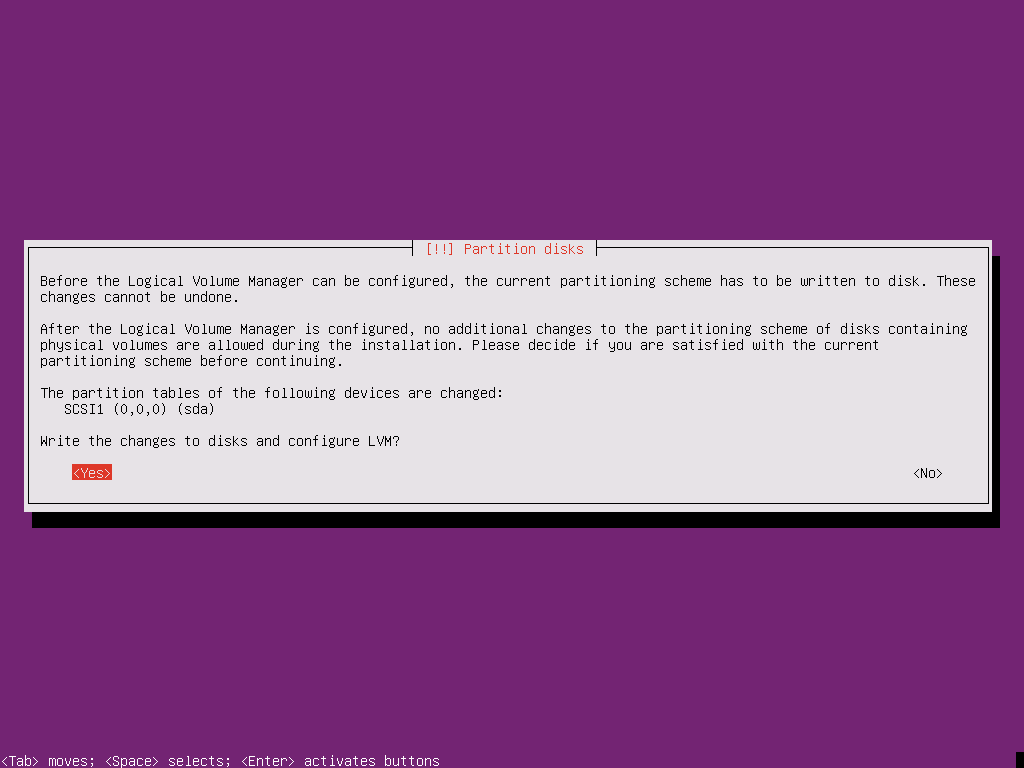 [!!] Partition disks
Before the Logical Volume Manager can be configured, the current partitioning scheme has to be written to disk. These
changes cannot be undone.
After the Logical Volume Manager is configured, no additional changes to the partitioning scheme of disks containing
physical volumes are allowed during the installation. Please decide if you are satisfied with the current
partitioning scheme before continuing.
The partition tables of the following devices are changed:
SCSI1 (0,0,0) (sda)
Write the changes to disks and configure LVM?
<Yes> <No>
<Tab> moves; <Space> selects; <Enter> activates buttons